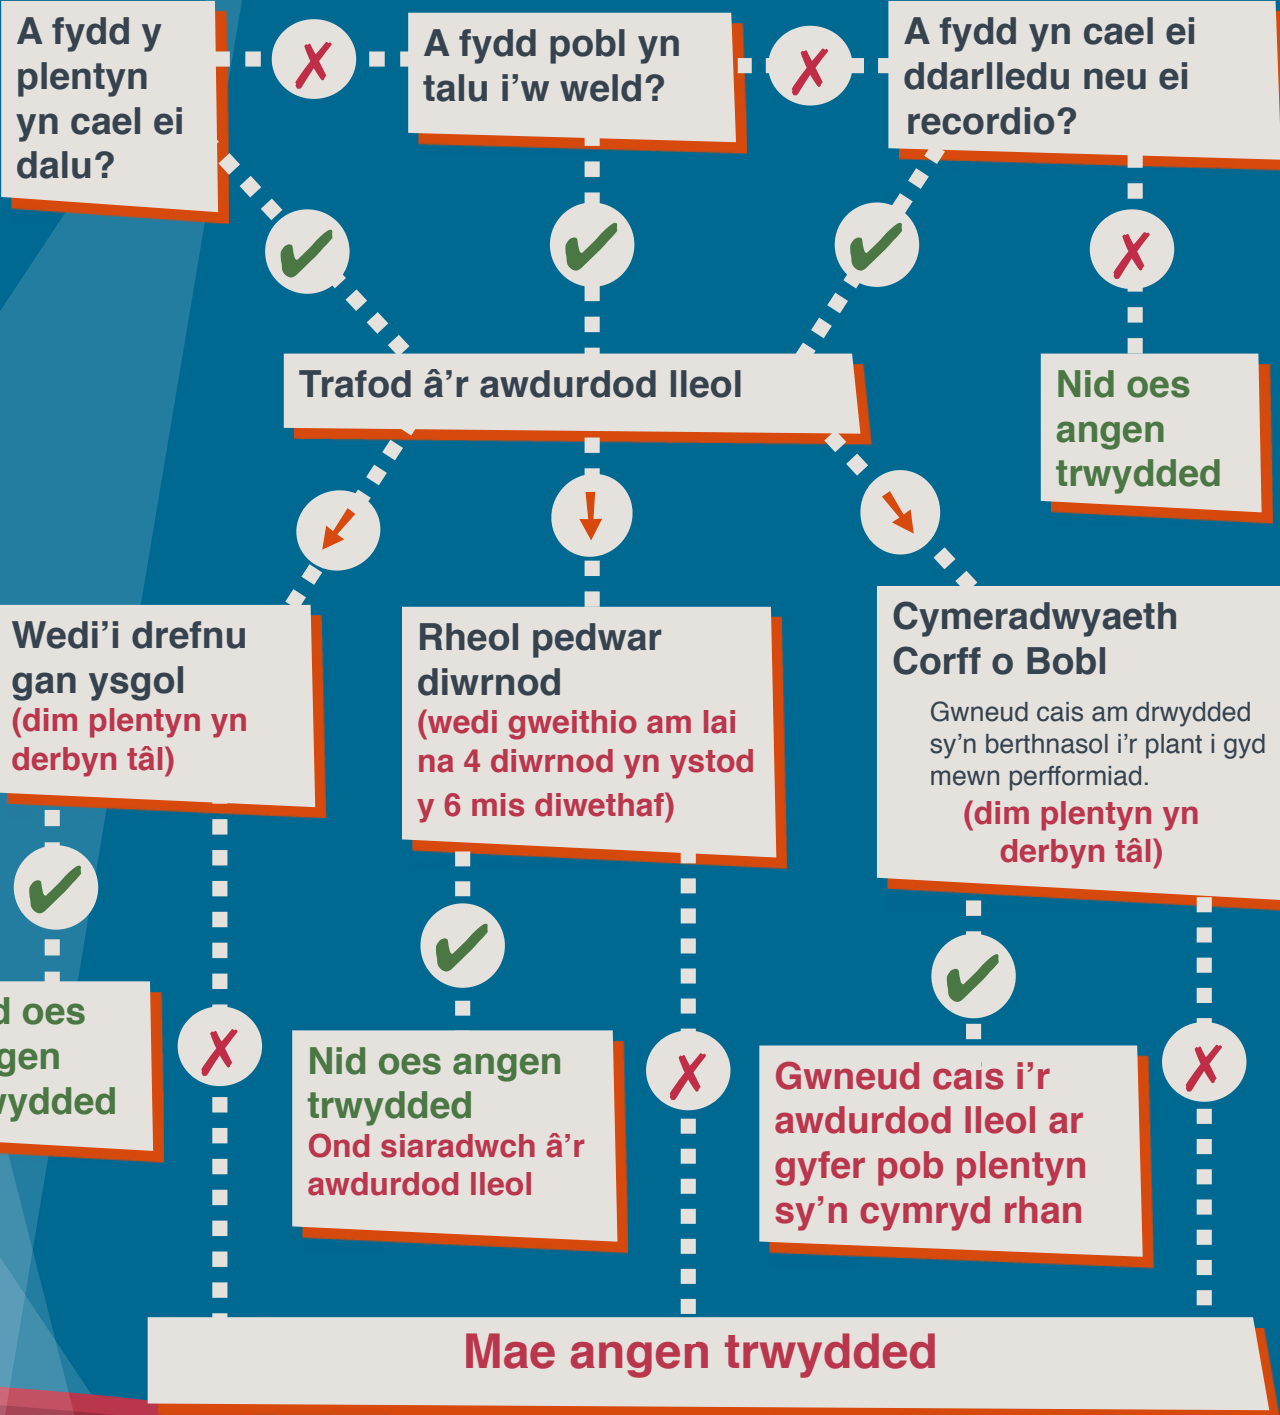 A fydd y
plentyn
yn cael ei
dalu?
A fydd pobl yn
talu i’w weld?
A fydd yn cael ei
ddarlledu neu ei
recordio?
Trafod â’r awdurdod lleol
Nid oes
angen
trwydded
Wedi’i drefnu
gan ysgol
(dim plentyn yn
derbyn tâl)
Rheol pedwar
diwrnod
(wedi gweithio am lai
na 4 diwrnod yn ystod
y 6 mis diwethaf)
Cymeradwyaeth
Corff o Bobl
Gwneud cais am drwydded
sy’n berthnasol i’r plant i gyd
mewn perfformiad.
(dim plentyn yn
derbyn tâl)
d oes
gen
wydded
Nid oes angen
trwydded
Ond siaradwch â’r
awdurdod lleol
Gwneud cais i’r
awdurdod lleol ar
gyfer pob plentyn
sy’n cymryd rhan
Mae angen trwydded